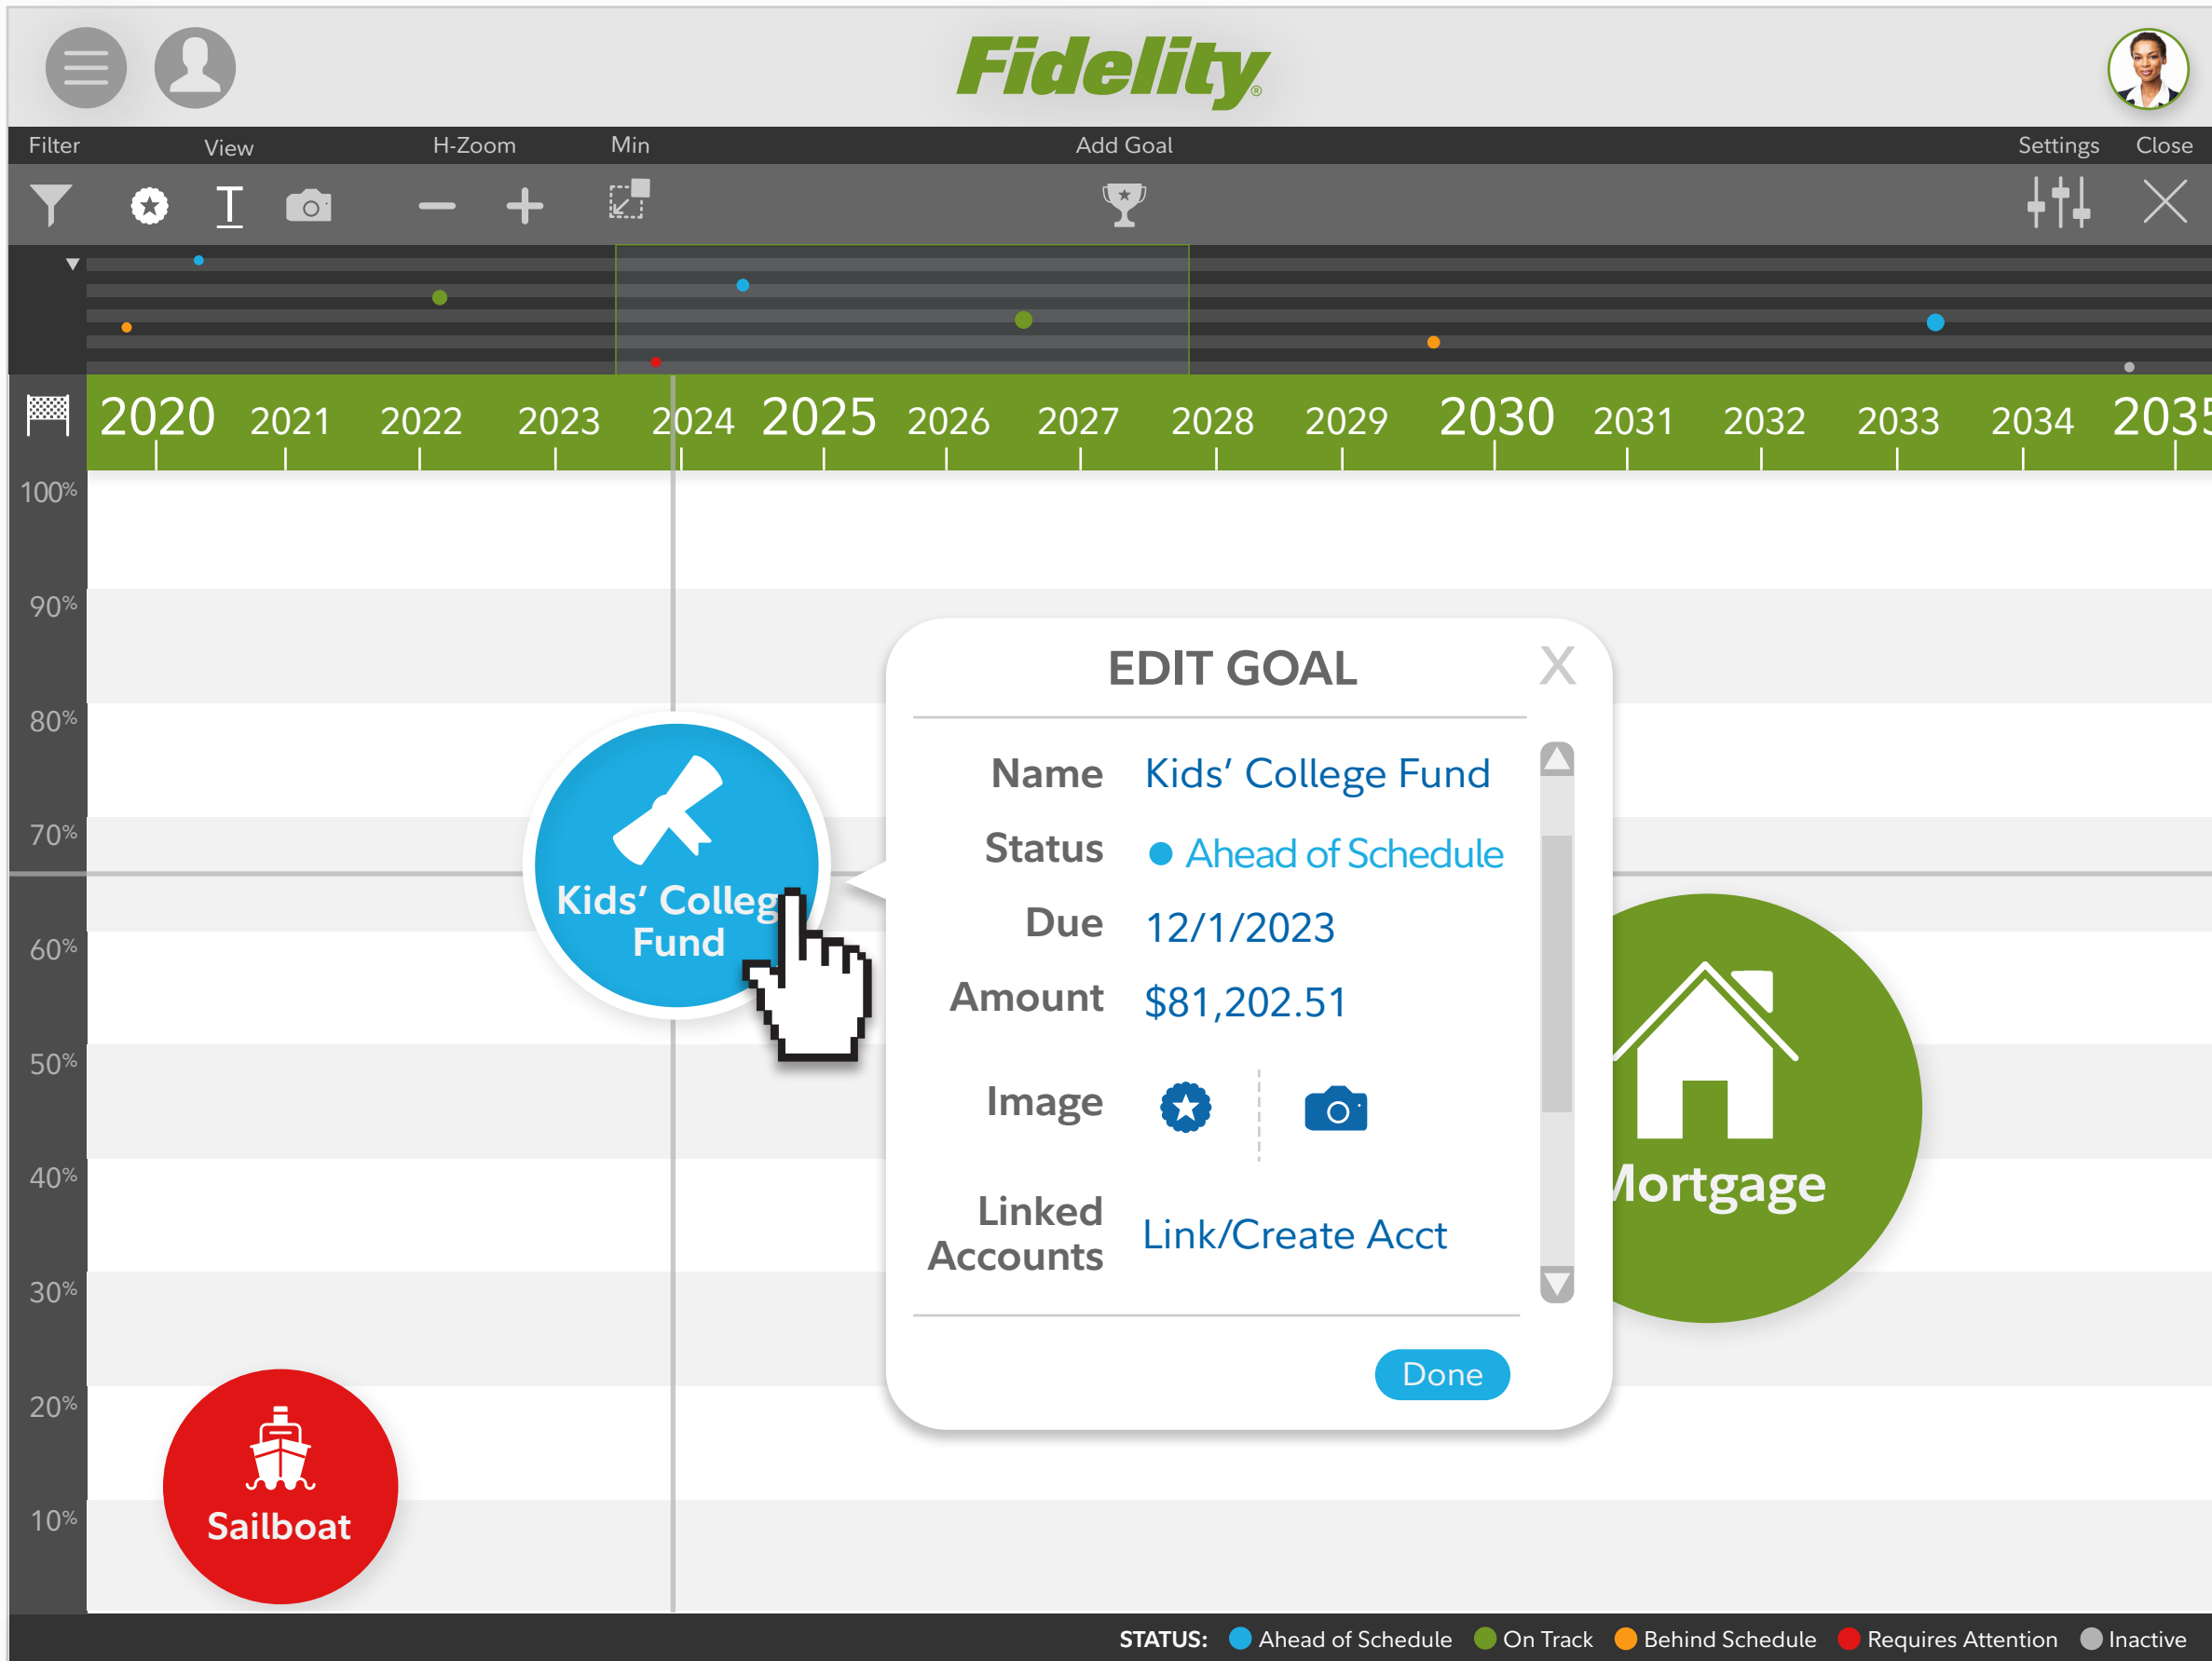 Fidelity®
Filter View H-Zoom Min Add Goal Settings Close
2020 2021 2022 2023 2024 2025 2026 2027 2028 2029 2030 2031 2032 2033 2034 2035
100%
90%
80%
70%
60%
50%
40%
30%
20%
10%
Kids’ Colleg
Fund
EDIT GOAL X
Name Kids’ College Fund
Status Ahead of Schedule
Due 12/1/2023
Amount $81,202.51
Image
Linked
Accounts
Link/Create Acct
Done
Mortgage
Sailboat
STATUS: Ahead of Schedule On Track Behind Schedule Requires Attention Inactive